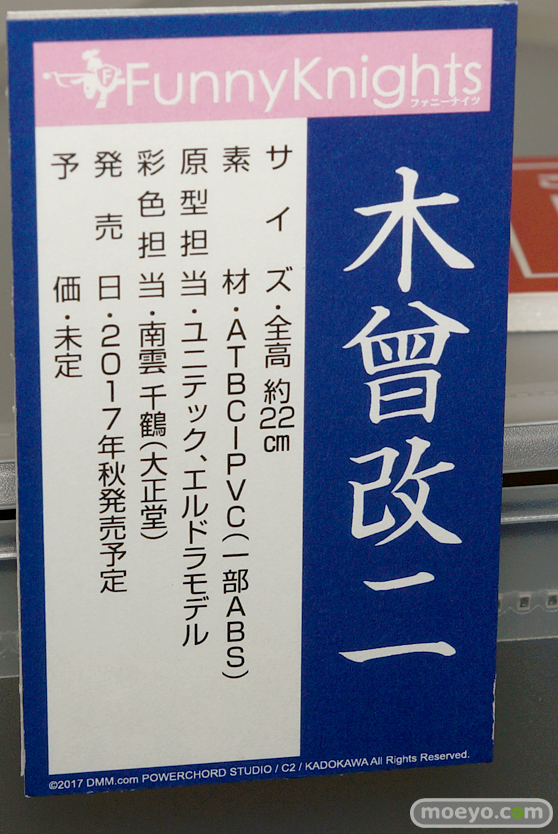 FunnyKnights
ファニーナイツ
木曾改二
サイズ・全高 約22cm
素材・ATBC-PVC(一部ABS)
原型担当・ユニテック、エルドラモデル
彩色担当・南雲 千鶴(大正堂)
発売日・2017年秋発売予定
予価・未定
©2017 DMM.com POWERCHORD STUDIO / C2 / KADOKAWA All Rights Reserved.
moeyo.com